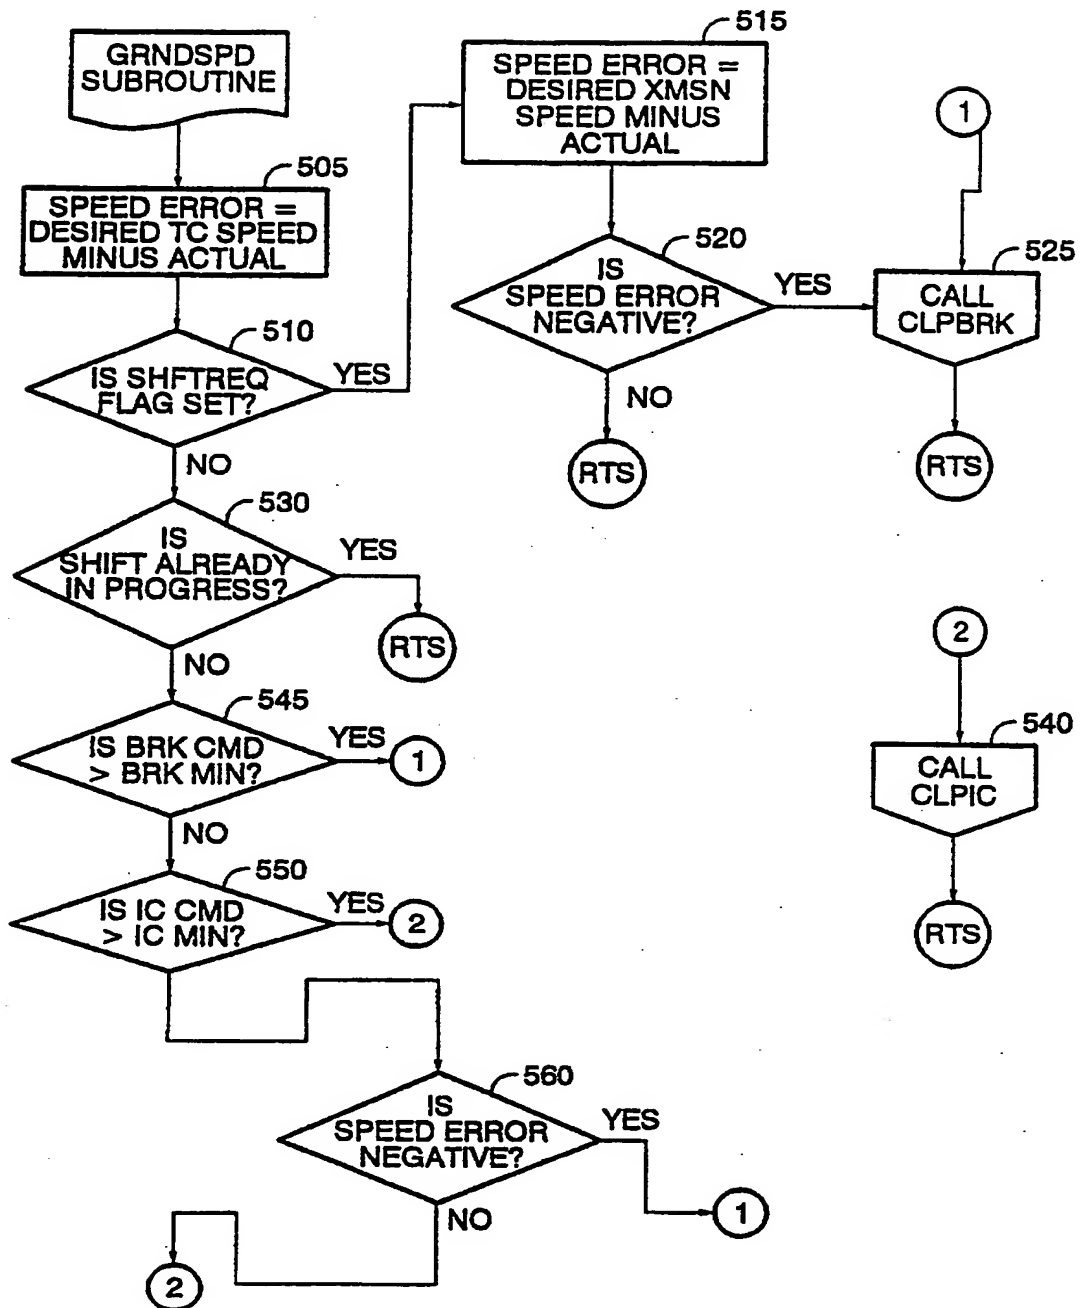 GRNDSPD
SUBROUTINE
505
SPEED ERROR =
DESIRED TC SPEED
MINUS ACTUAL
510
IS SHFTREQ
FLAG SET?
YES
NO
515
SPEED ERROR =
DESIRED XMSN
SPEED MINUS
ACTUAL
520
IS
SPEED ERROR
NEGATIVE?
YES
NO
RTS
1
525
CALL
CLPBRK
RTS
530
IS
SHIFT ALREADY
IN PROGRESS?
YES
RTS
NO
545
IS BRK CMD
> BRK MIN?
YES
1
NO
550
IS IC CMD
> IC MIN?
YES
2
2
540
CALL
CLPIC
RTS
560
IS
SPEED ERROR
NEGATIVE?
YES
1
NO
2